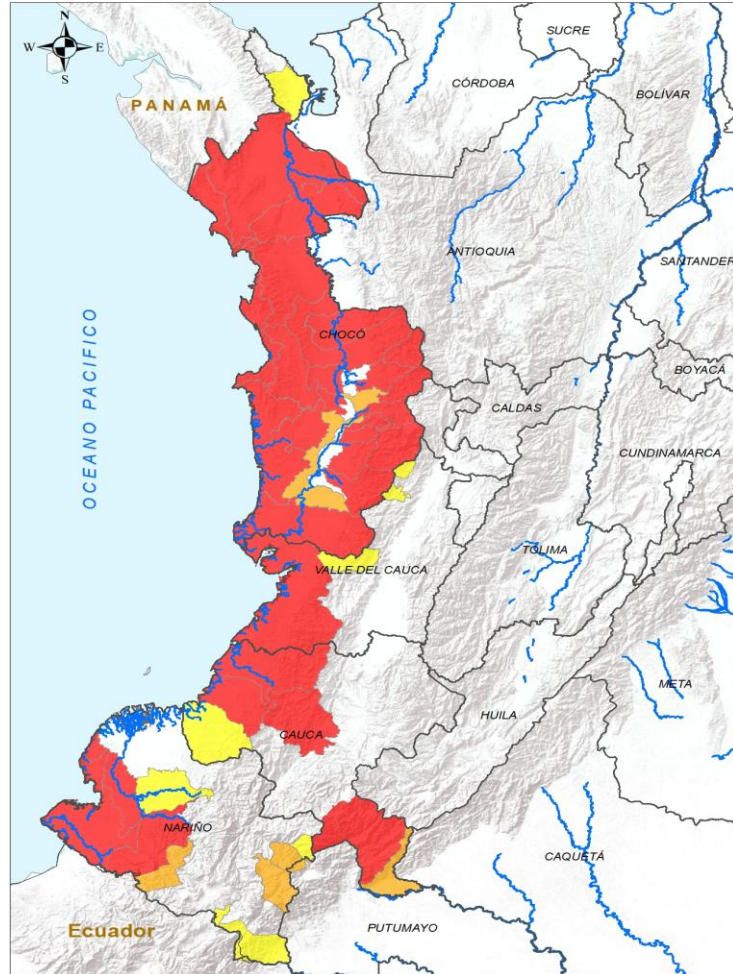 N
W E
S
PANAMÁ
SUCRE
CÓRDOBA
BOLÍVAR
ANTIOQUIA
SANTANDER
CHOCÓ
OCEANO PACIFICO
BOYACÁ
CALDAS
CUNDINAMARCA
TOLIMA
VALLE DEL CAUCA
META
HUILA
CAUCA
NARIÑO
CAQUETÁ
Ecuador
PUTUMAYO